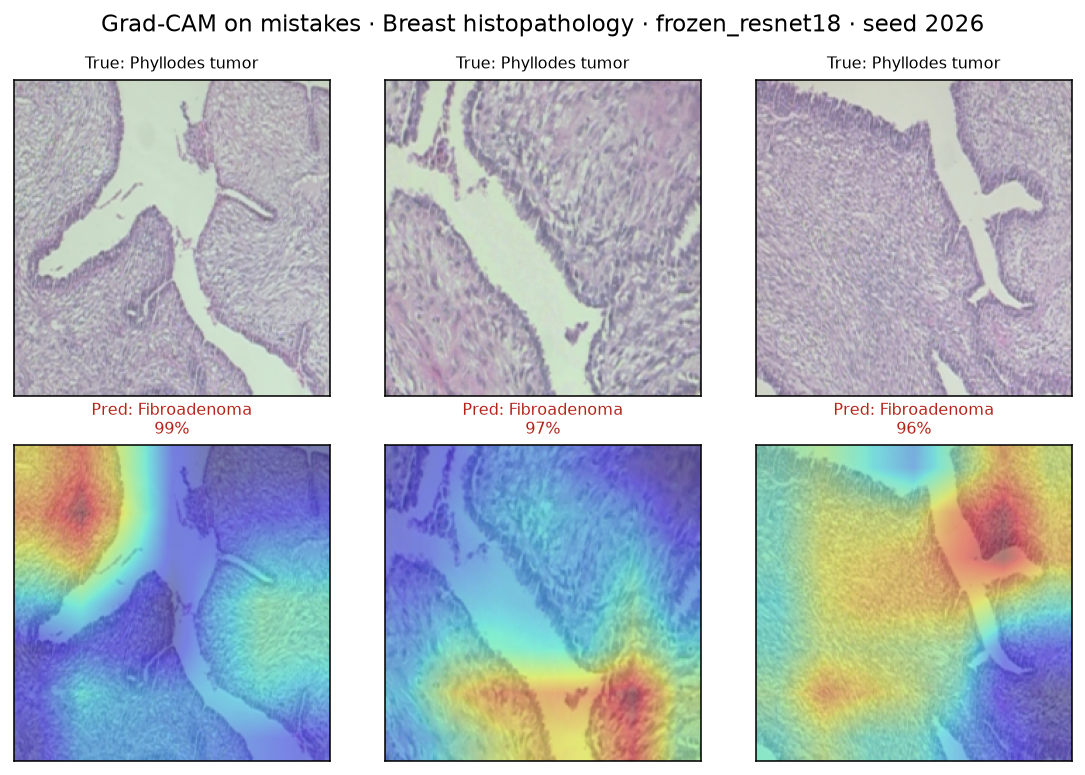 Grad-CAM on mistakes · Breast histopathology · frozen_resnet18 · seed 2026
True: Phyllodes tumor
True: Phyllodes tumor
True: Phyllodes tumor
Pred: Fibroadenoma
99%
Pred: Fibroadenoma
97%
Pred: Fibroadenoma
96%